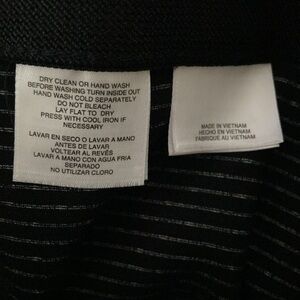 DRY CLEAN OR HAND WASH
BEFORE WASHING TURN INSIDE OUT
HAND WASH COLD SEPARATELY
DO NOT BLEACH
LAY FLAT TO DRY
PRESS WITH COOL IRON IF
NECESSARY
LAVAR EN SECO O LAVAR A MANO
ANTES DE LAVAR
VOLTEAR AL REVÉS
LAVAR A MANO CON AGUA FRIA
SEPARADO
NO UTILIZAR CLORO
MADE IN VIETNAM
HECHO EN VIETNAM
FABRIQUE AU VIETNAM